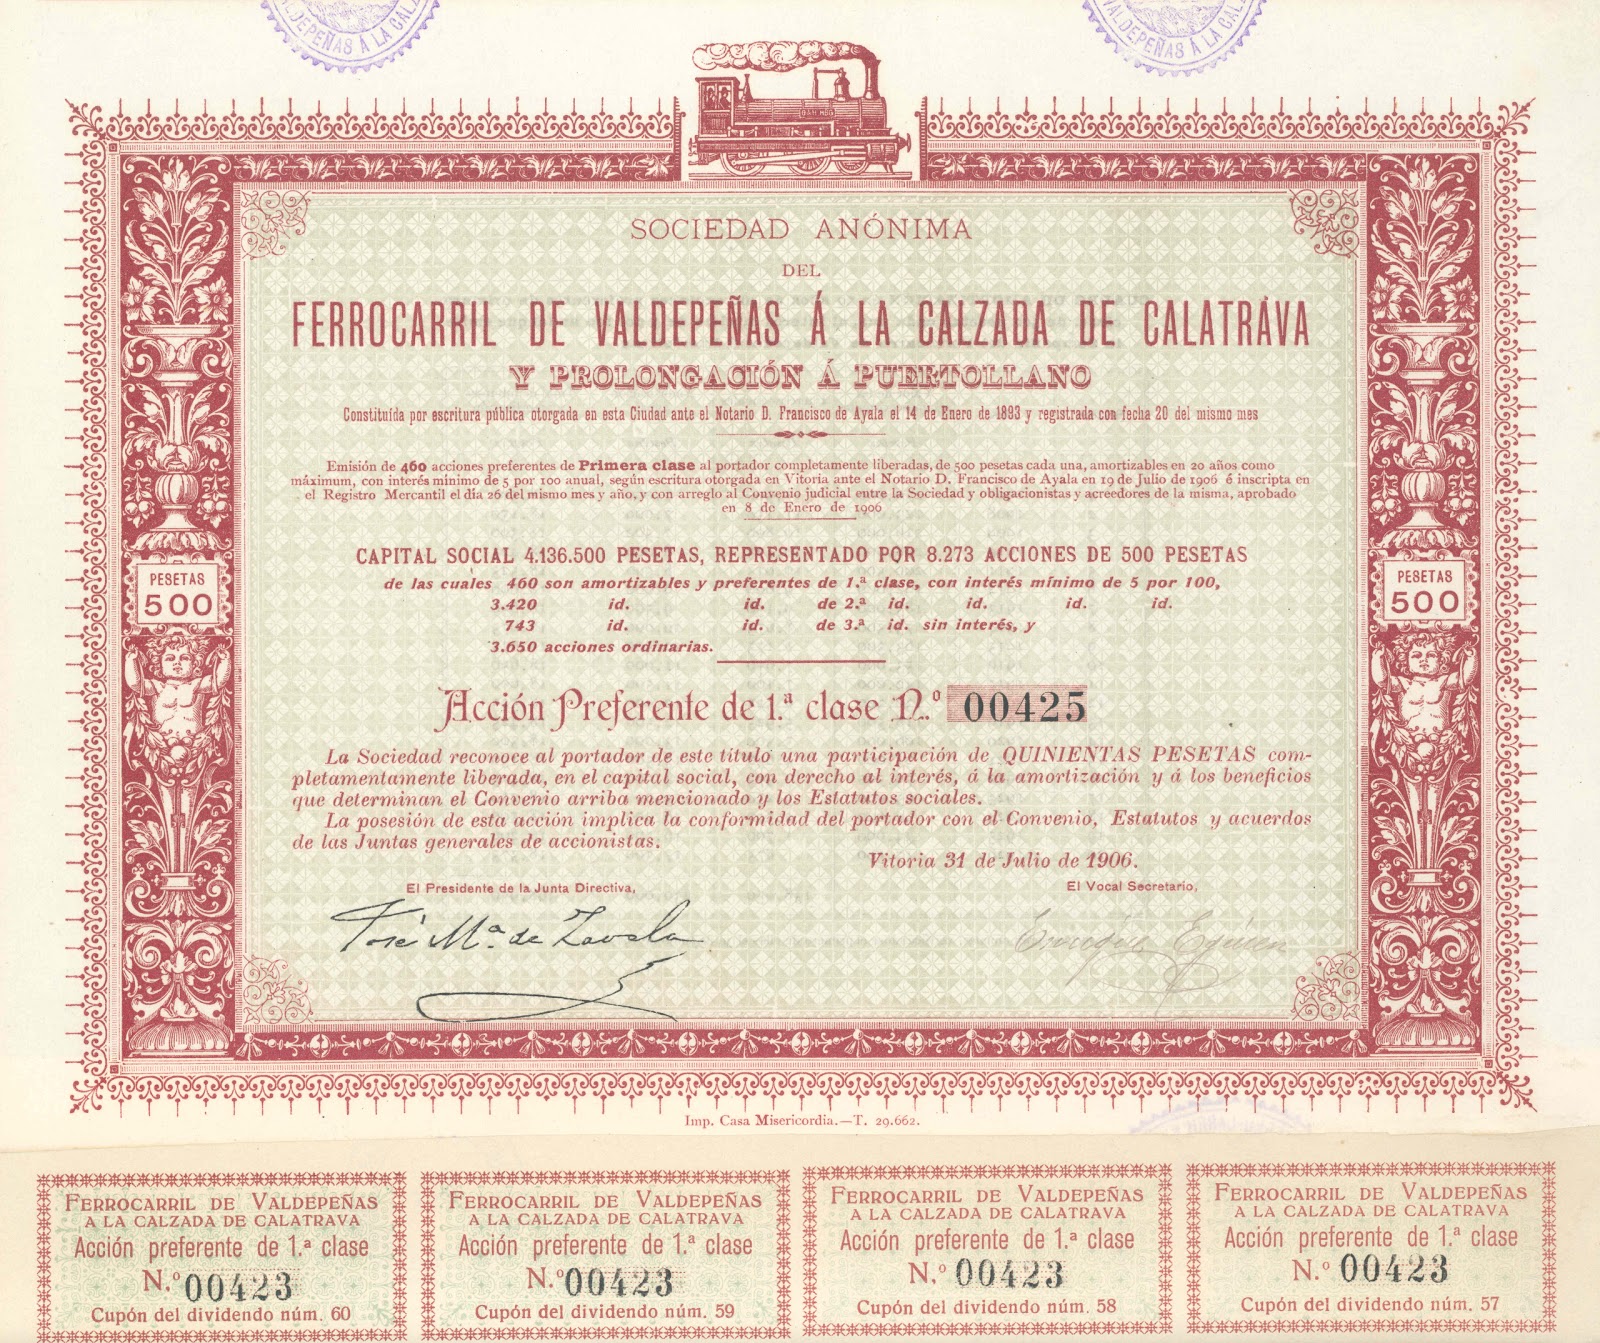 VALDEPEÑAS Á LA CAL
VALDEPEÑAS Á LA CAL
SOCIEDAD ANÓNIMA
DEL
FERROCARRIL DE VALDEPEÑAS Á LA CALZADA DE CALATRAVA
Y PROLONGACIÓN Á PUERTOLLANO
Constituída por escritura pública otorgada en esta Ciudad ante el Notario D. Francisco de Ayala el 14 de Enero de 1893 y registrada con fecha 20 del mismo mes
Emisión de 460 acciones preferentes de Primera clase al portador completamente liberadas, de 500 pesetas cada una, amortizables en 20 años como
máximum, con interés mínimo de 5 por 100 anual, según escritura otorgada en Vitoria ante el Notario D. Francisco de Ayala en 19 de Julio de 1906 é inscripta en
el Registro Mercantil el día 26 del mismo mes y año, y con arreglo al Convenio judicial entre la Sociedad y obligacionistas y acreedores de la misma, aprobado
en 8 de Enero de 1906
CAPITAL SOCIAL 4.136.500 PESETAS, REPRESENTADO POR 8.273 ACCIONES DE 500 PESETAS
de las cuales 460 son amortizables y preferentes de 1.ª clase, con interés mínimo de 5 por 100,
3.420 id. id. de 2.ª id. id. id. id.
743 id. id. de 3.ª id. sin interés, y
3.650 acciones ordinarias.
PESETAS
500
PESETAS
500
Acción Preferente de 1.ª clase N.º 00425
La Sociedad reconoce al portador de este título una participación de QUINIENTAS PESETAS com-
pletamentamente liberada, en el capital social, con derecho al interés, á la amortización y á los beneficios
que determinan el Convenio arriba mencionado y los Estatutos sociales.
La posesión de esta acción implica la conformidad del portador con el Convenio, Estatutos y acuerdos
de las Juntas generales de accionistas.
Vitoria 31 de Julio de 1906.
El Presidente de la Junta Directiva,
El Vocal Secretario,
José Mª. de Zavala
Imp. Casa Misericordia.—T. 29.662.
FERROCARRIL DE VALDEPEÑAS
A LA CALZADA DE CALATRAVA
Acción preferente de 1.ª clase
N.º 00423
Cupón del dividendo núm. 60
FERROCARRIL DE VALDEPEÑAS
A LA CALZADA DE CALATRAVA
Acción preferente de 1.ª clase
N.º 00423
Cupón del dividendo núm. 59
FERROCARRIL DE VALDEPEÑAS
A LA CALZADA DE CALATRAVA
Acción preferente de 1.ª clase
N.º 00423
Cupón del dividendo núm. 58
FERROCARRIL DE VALDEPEÑAS
A LA CALZADA DE CALATRAVA
Acción preferente de 1.ª clase
N.º 00423
Cupón del dividendo núm. 57